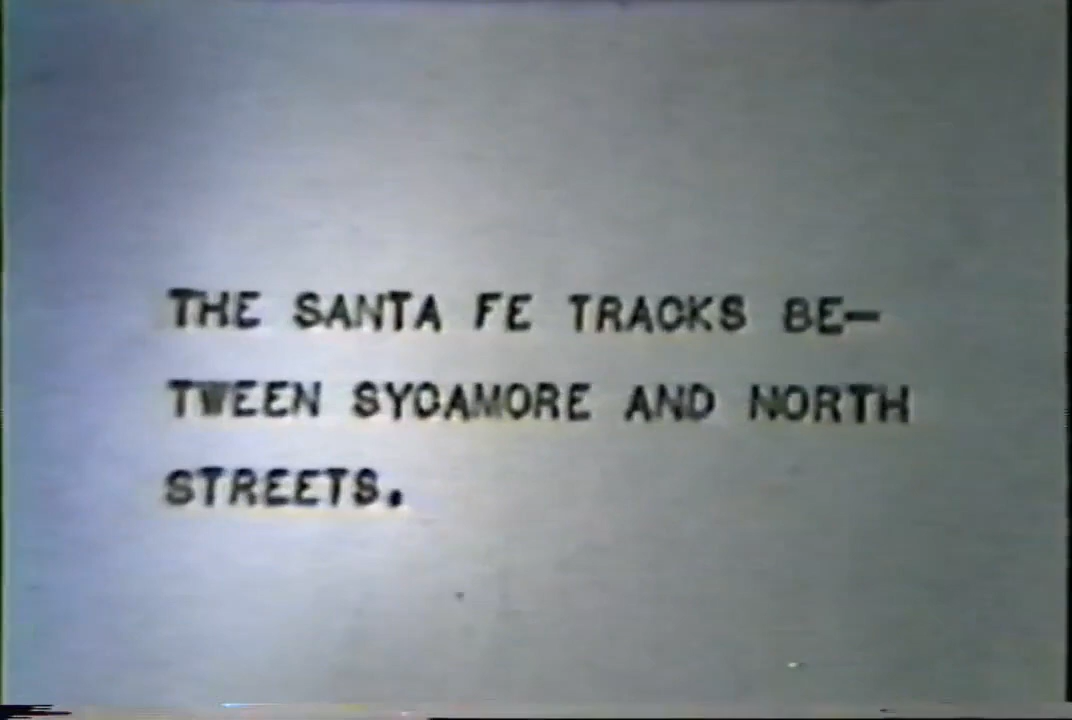 THE SANTA FE TRACKS BE-
TWEEN SYCAMORE AND NORTH
STREETS.